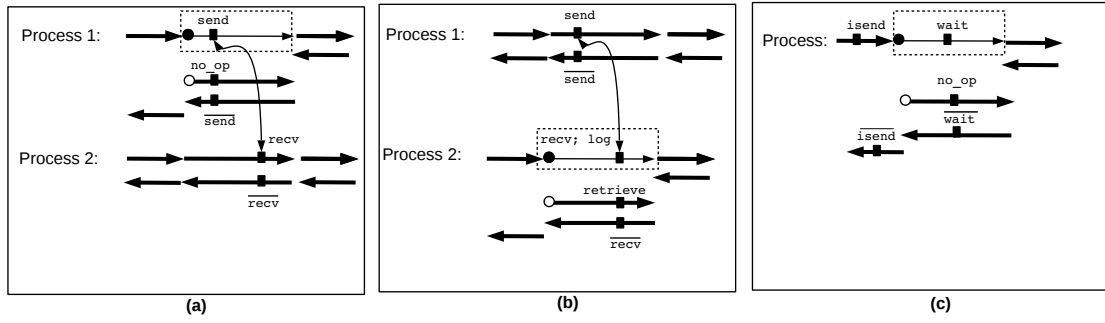 send
Process 1:
no_op
send
recv
Process 2:
recv
(a)
send
Process 1:
send
recv; log
Process 2:
retrieve
recv
(b)
isend
wait
Process:
no_op
wait
isend
(c)